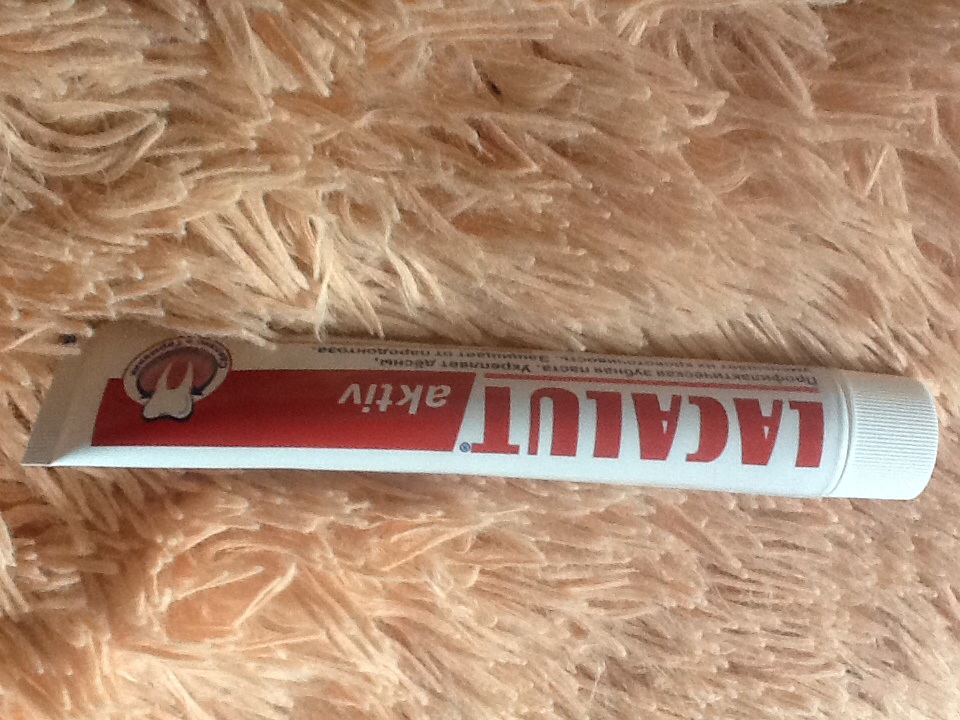 LACALUT®
aktiv
Профилактическая зубная паста. Укрепляет дёсны,
уменьшает их кровоточивость. Защищает от пародонтоза.